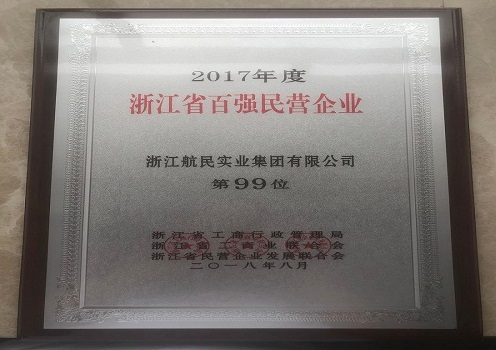 2017年度
浙江省百强民营企业
浙江航民实业集团有限公司
第99位
浙江省工商行政管理局
浙江省工商业联合会
浙江省民营企业发展联合会
二〇一八年八月